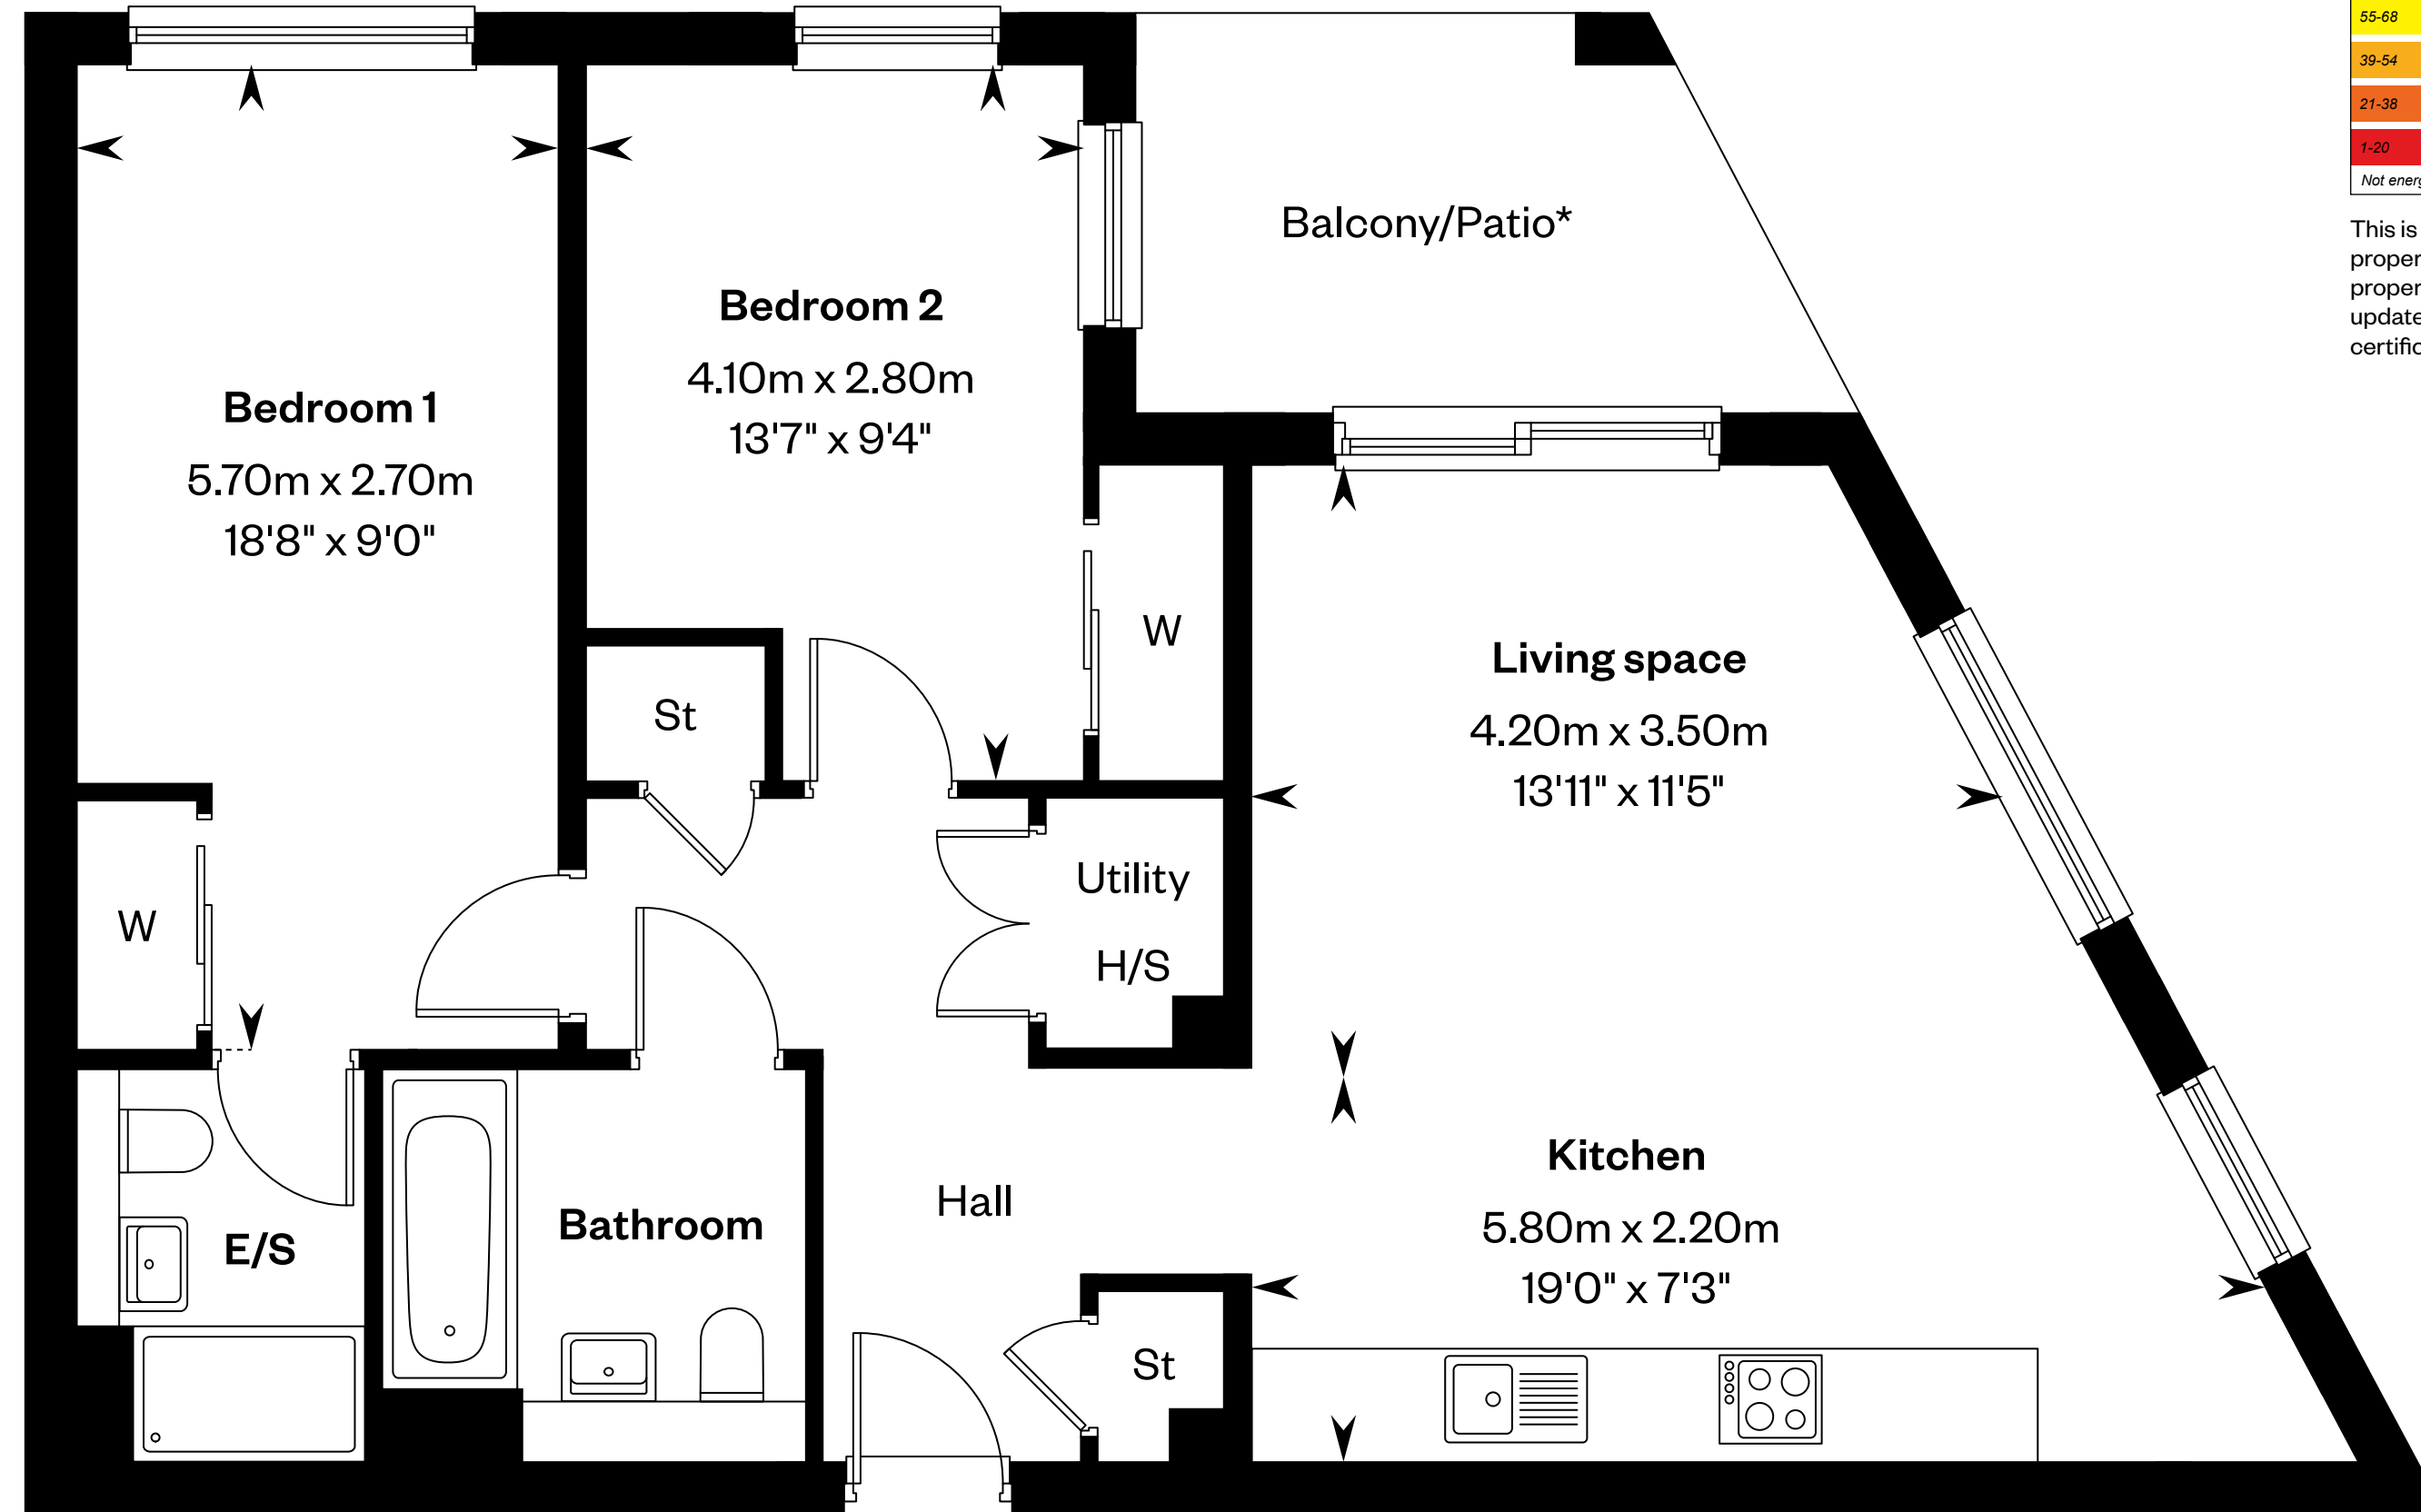 55-68
39-54
21-38
1-20
Not energ
This is
proper
proper
update
certific
Balcony/Patio*
Bedroom 2
4.10m x 2.80m
13'7" x 9'4"
Bedroom 1
5.70m x 2.70m
18'8" x 9'0"
W
St
Living space
4.20m x 3.50m
13'11" x 11'5"
Utility
H/S
W
Kitchen
5.80m x 2.20m
19'0" x 7'3"
Hall
Bathroom
E/S
St